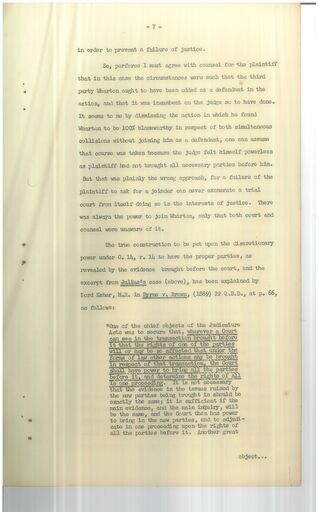 - 7 -
in order to prevent a failure of justice.
So, perforce I must agree with counsel for the plaintiff
that in this case the circumstances were such that the third
party Wharton ought to have been added as a defendant in the
action, and that it was incumbent on the judge so to have done.
It seems to me by dismissing the action in which he found
Wharton to be 100% blameworthy in respect of both simultaneous
collisions without joining him as a defendant, one can assume
that course was taken because the judge felt himself powerless
as plaintiff had not brought all necessary parties before him.
But that was plainly the wrong approach, for a failure of the
plaintiff to ask for a joinder can never exonerate a trial
court from itself doing so in the interests of justice. There
was always the power to join Wharton, only that both court and
counsel were unaware of it.
The true construction to be put upon the discretionary
power under O. 14, r. 14 to have the proper parties, as
revealed by the evidence brought before the court, and the
excerpt from Julius's case (above), has been explained by
Lord Esher, M.R. in Byrne v. Brown, (1889) 22 Q.B.D., at p. 66,
as follows:
"One of the chief objects of the Judicature
Acts was to secure that, wherever a Court
can see in the transaction brought before
it that the rights of one of the parties
will or may be so affected that under the
forms of law other actions may be brought
in respect of that transaction, the Court
shall have power to bring all the parties
before it, and determine the rights of all
in one proceeding. It is not necessary
that the evidence in the issues raised by
the new parties being brought in should be
exactly the same; it is sufficient if the
main evidence, and the main inquiry, will
be the same, and the Court then has power
to bring in the new parties, and to adjudi-
cate in one proceeding upon the rights of
all the parties before it. Another great
object...